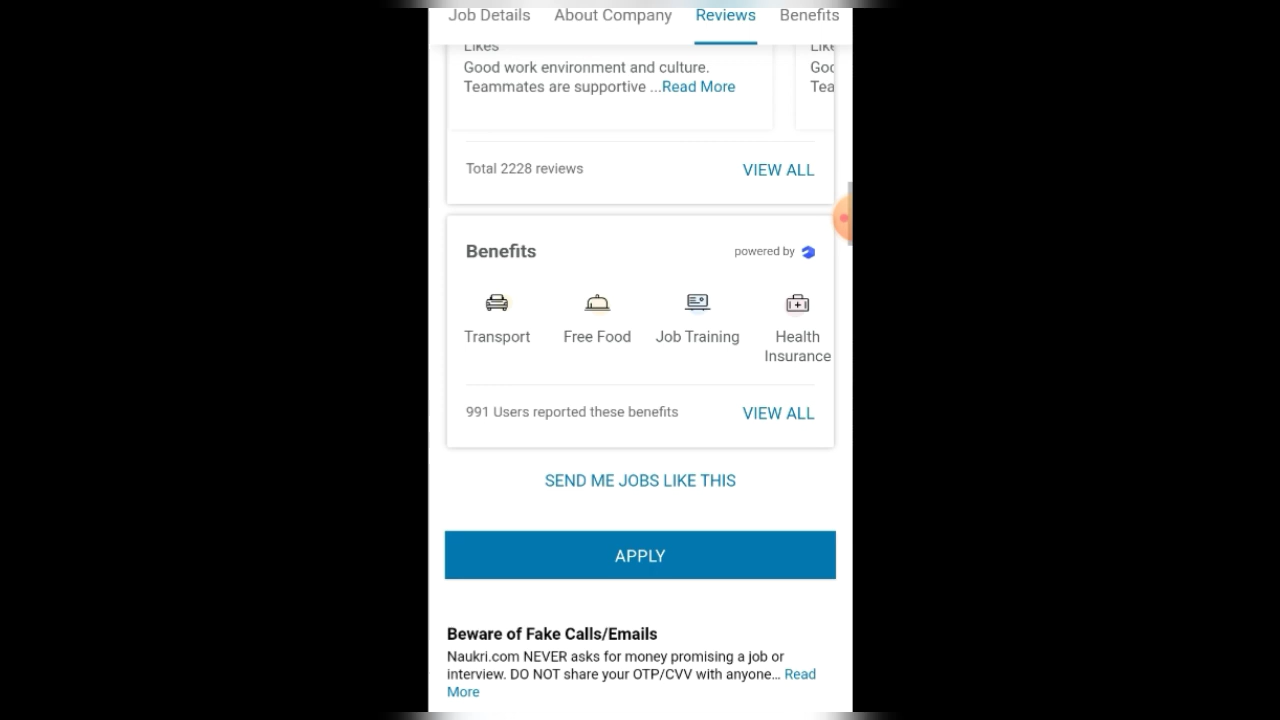 Job Details About Company Reviews Benefits
Likes
Good work environment and culture.
Teammates are supportive ...Read More
Total 2228 reviews
VIEW ALL
Benefits
powered by
Transport
Free Food
Job Training
Health
Insurance
991 Users reported these benefits
VIEW ALL
SEND ME JOBS LIKE THIS
APPLY
Beware of Fake Calls/Emails
Naukri.com NEVER asks for money promising a job or
interview. DO NOT share your OTP/CVV with anyone... Read
More